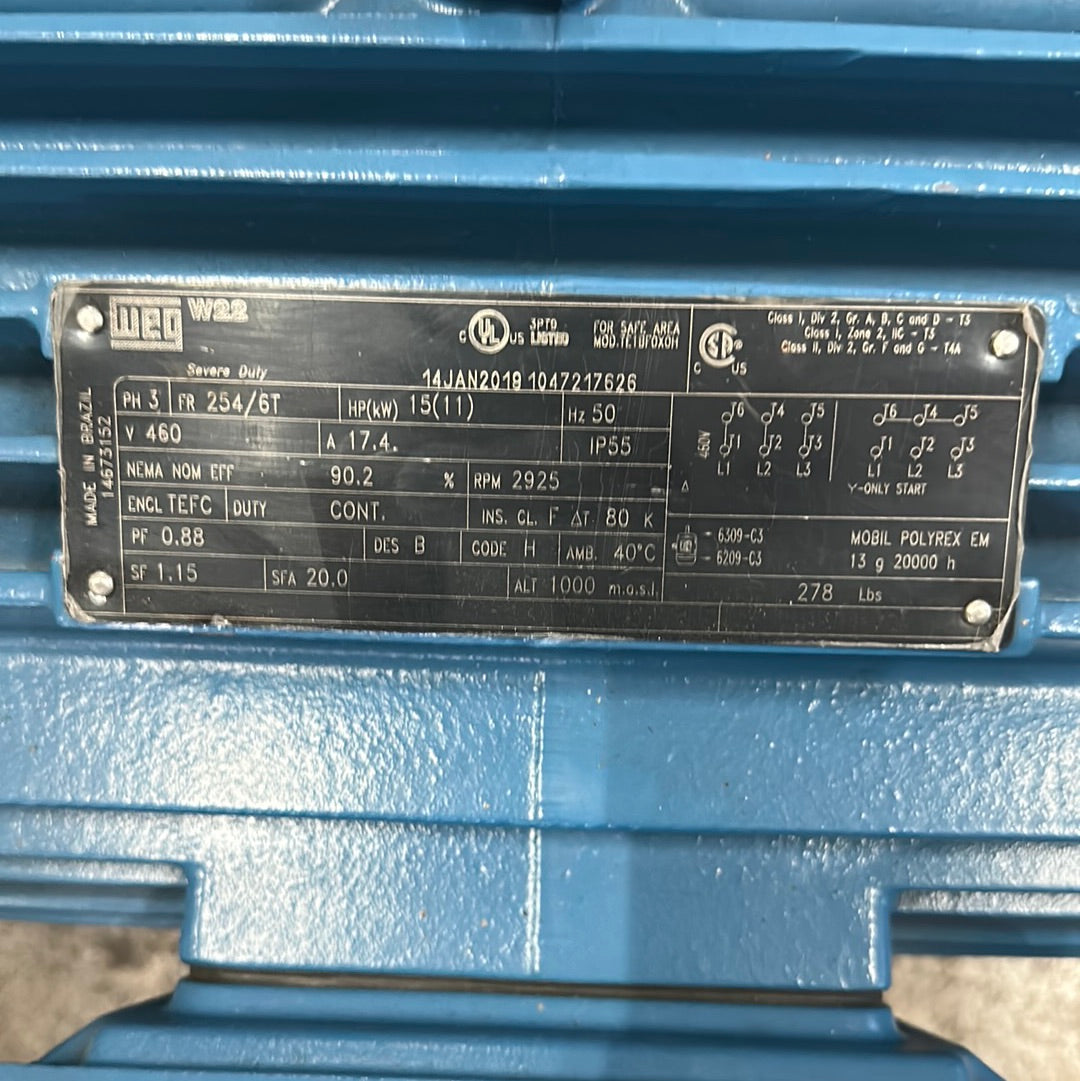 WEG W22
Severe Duty
C UL US LISTED
FOR SAFE AREA
MOD.TE1UF0X0H
C US
Class I, Div 2, Gr. A, B, C and D - T3
Class I, Zone 2, IIC - T3
Class II, Div 2, Gr. F and G - T4A
14JAN2019 1047217626
MADE IN BRAZIL
14673152
PH 3 FR 254/6T HP(kW) 15(11) Hz 50
V 460 A 17.4. IP55
NEMA NOM EFF 90.2 % RPM 2925
ENCL TEFC DUTY CONT. INS. CL. F ΔT 80 K
PF 0.88 DES B CODE H AMB. 40°C
SF 1.15 SFA 20.0 ALT 1000 m.a.s.l.
460V
T6 T4 T5
T1 T2 T3
L1 L2 L3
Δ
T6 T4 T5
T1 T2 T3
L1 L2 L3
Y-ONLY START
6309-C3
6209-C3
MOBIL POLYREX EM
13 g 20000 h
278 Lbs